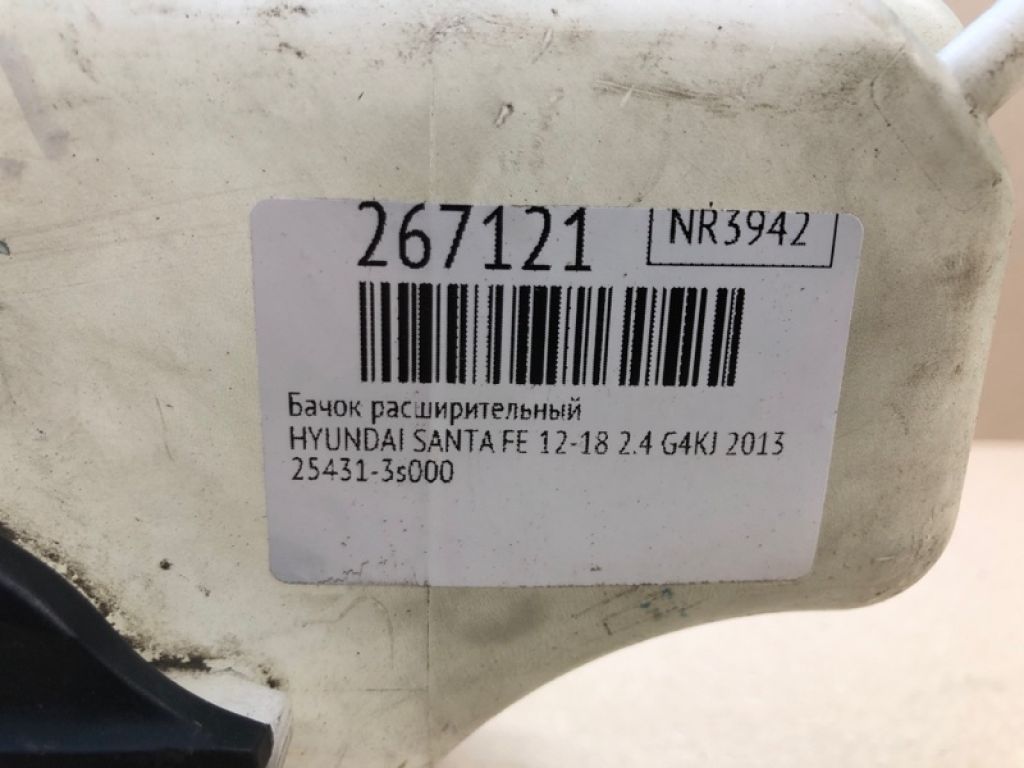 267121
NR3942
Бачок расширительный
HYUNDAI SANTA FE 12-18 2.4 G4KJ 2013
25431-3s000